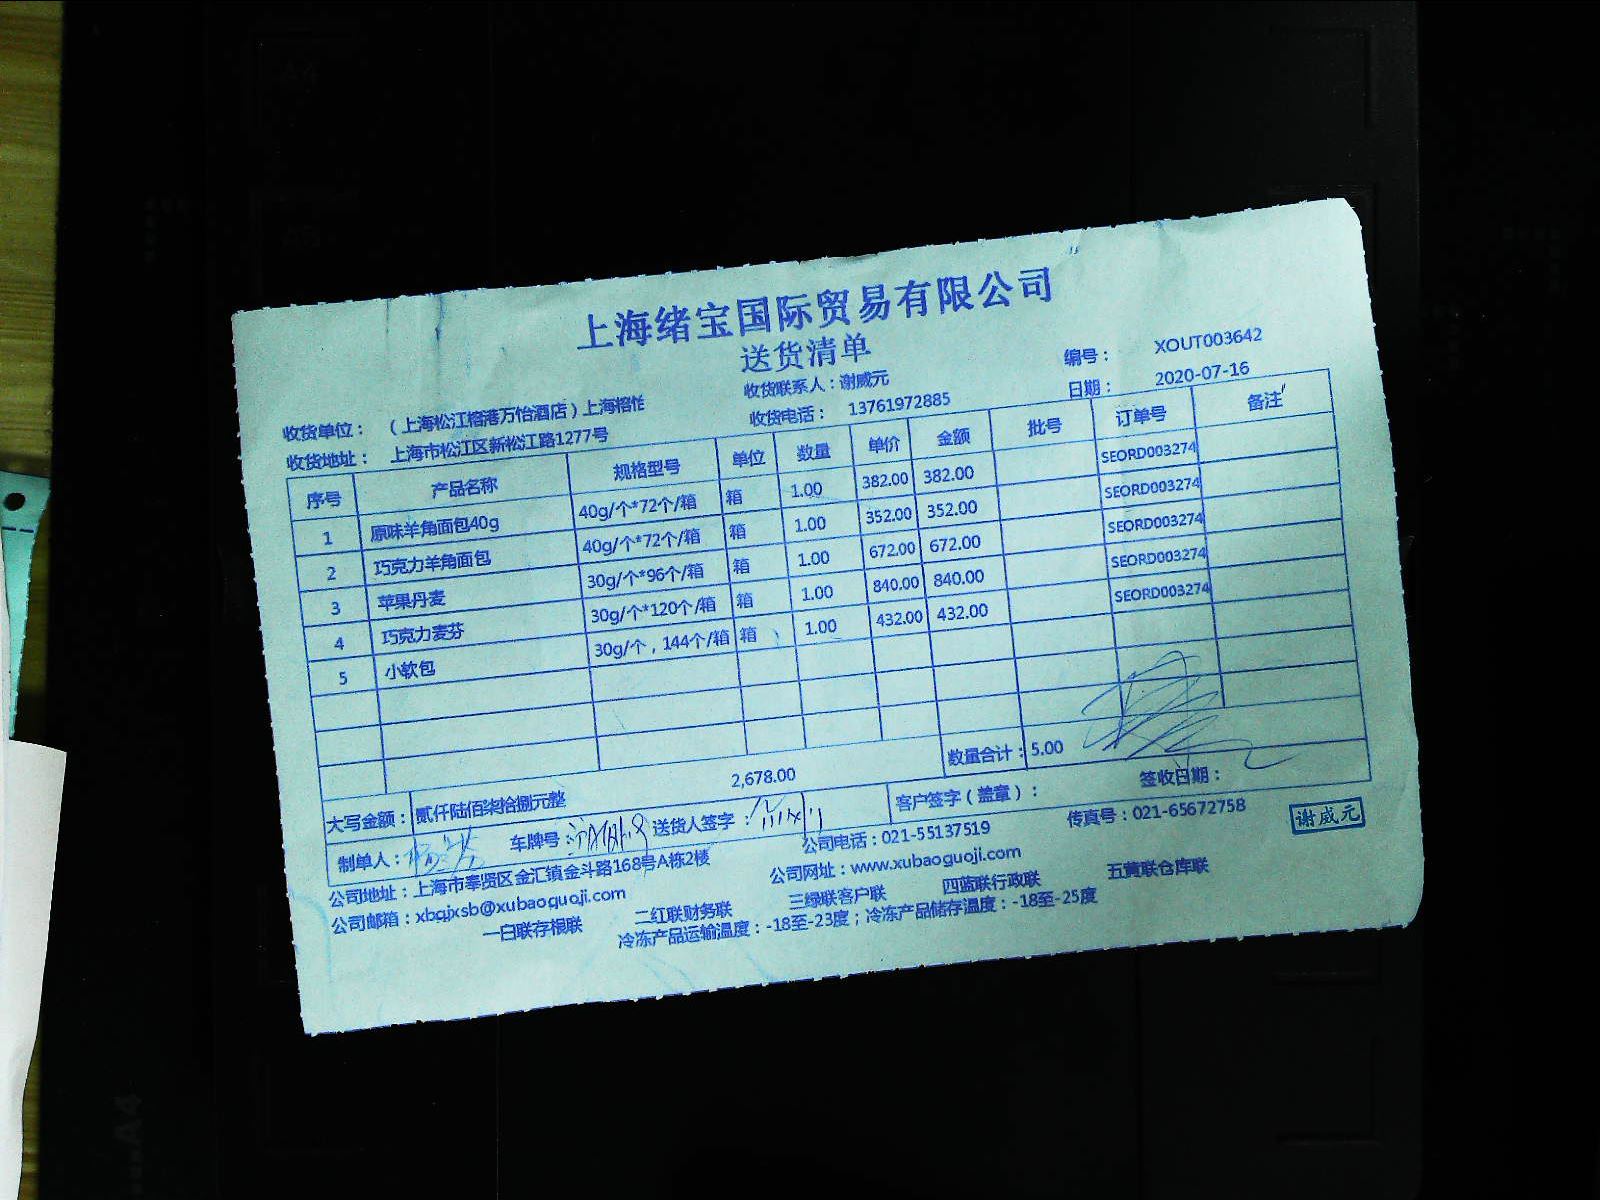 上海绪宝国际贸易有限公司
送货清单
编号： XOUT003642
收货单位： （上海松江榕港万怡酒店）上海榕怡 收货联系人：谢威元 日期： 2020-07-16
收货地址： 上海市松江区新松江路1277号 收货电话： 13761972885
序号 产品名称 规格型号 单位 数量 单价 金额 批号 订单号 备注
1 原味羊角面包40g 40g/个*72个/箱 箱 1.00 382.00 382.00 SEORD003274
2 巧克力羊角面包 40g/个*72个/箱 箱 1.00 352.00 352.00 SEORD003274
3 苹果丹麦 30g/个*96个/箱 箱 1.00 672.00 672.00 SEORD003274
4 巧克力麦芬 30g/个*120个/箱 箱 1.00 840.00 840.00 SEORD003274
5 小软包 30g/个，144个/箱 箱 1.00 432.00 432.00 SEORD003274
大写金额： 贰仟陆佰柒拾捌元整 2,678.00 数量合计： 5.00
制单人： 车牌号 送货人签字： 客户签字（盖章）： 签收日期：
公司地址：上海市奉贤区金汇镇金斗路168号A栋2楼 公司电话：021-55137519 传真号：021-65672758 谢威元
公司邮箱：xbgjxsb@xubaoguoji.com 公司网址：www.xubaoguoji.com
一白联存根联 二红联财务联 三绿联客户联 四蓝联行政联 五黄联仓库联
冷冻产品运输温度：-18至-23度；冷冻产品储存温度：-18至-25度
A4